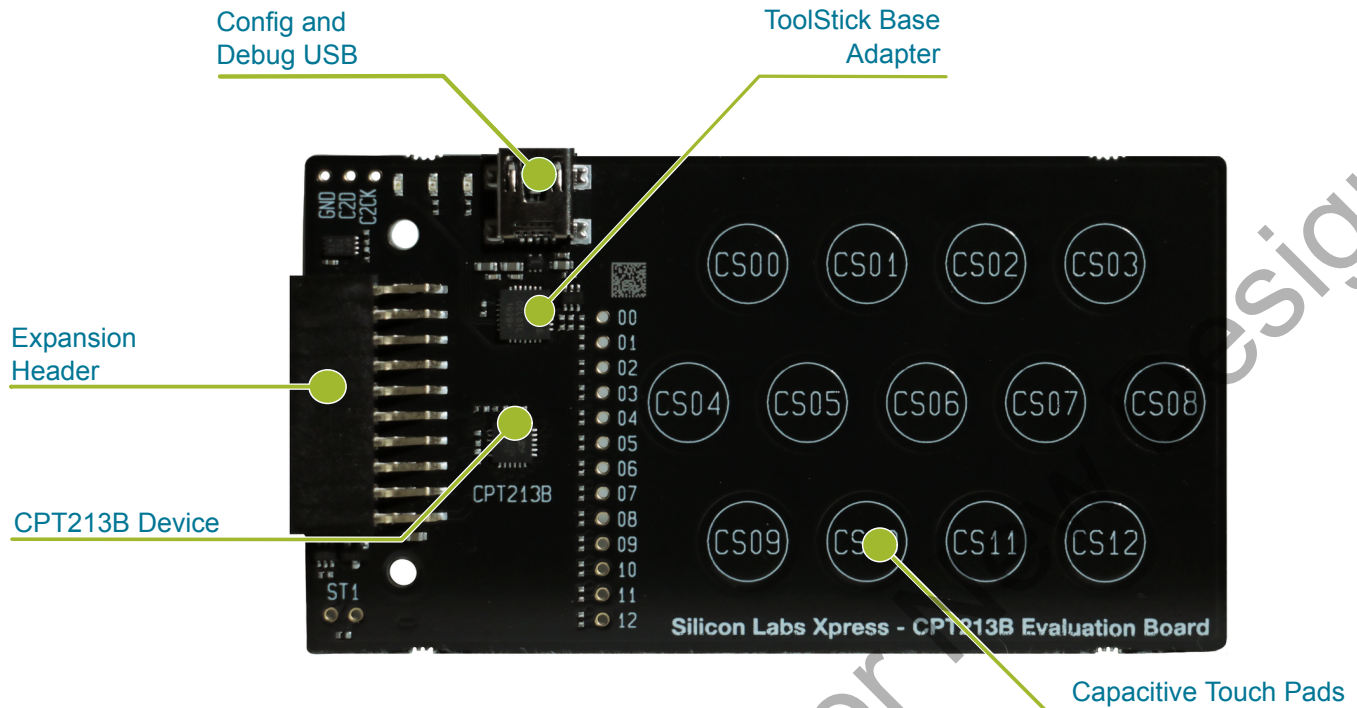 Config and
Debug USB
ToolStick Base
Adapter
GND
C2D
C2CK
CS00 CS01 CS02 CS03
00
01
Expansion
Header
02
03
04
05
06
07
08
09
10
11
12
CS04 CS05 CS06 CS07 CS08
CPT213B
CPT213B Device
CS09 CS11 CS12
ST1
Silicon Labs Xpress - CPT213B Evaluation Board
Capacitive Touch Pads